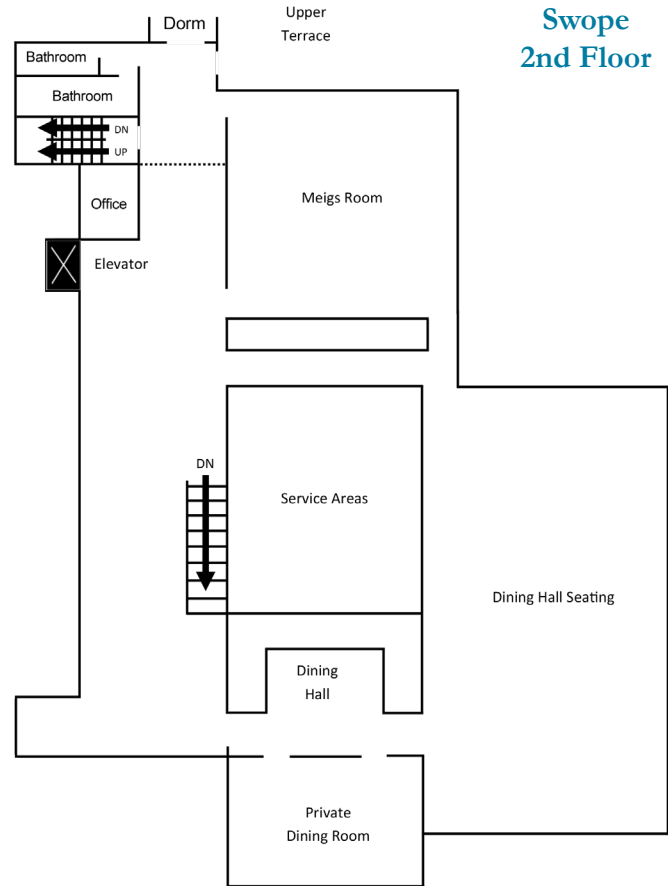 Swope
2nd Floor
Upper
Terrace
Dorm
Bathroom
Bathroom
DN
UP
Office
Meigs Room
Elevator
DN
Service Areas
Dining Hall Seating
Dining
Hall
Private
Dining Room